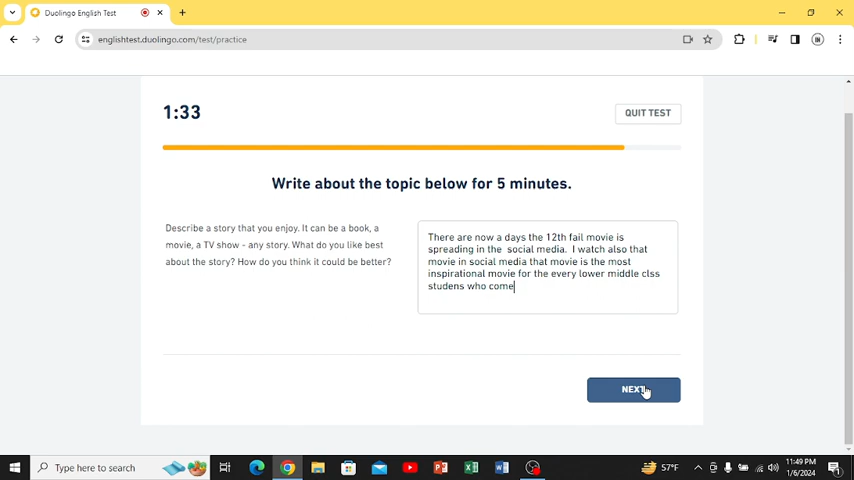 Duolingo English Test
englishtest.duolingo.com/test/practice
IN
1:33
QUIT TEST
Write about the topic below for 5 minutes.
Describe a story that you enjoy. It can be a book, a
movie, a TV show - any story. What do you like best
about the story? How do you think it could be better?
There are now a days the 12th fail movie is
spreading in the  social media.  I watch also that
movie in social media that movie is the most
inspirational movie for the every lower middle clss
studens who come
NEXT
Type here to search
57°F
11:49 PM
1/6/2024